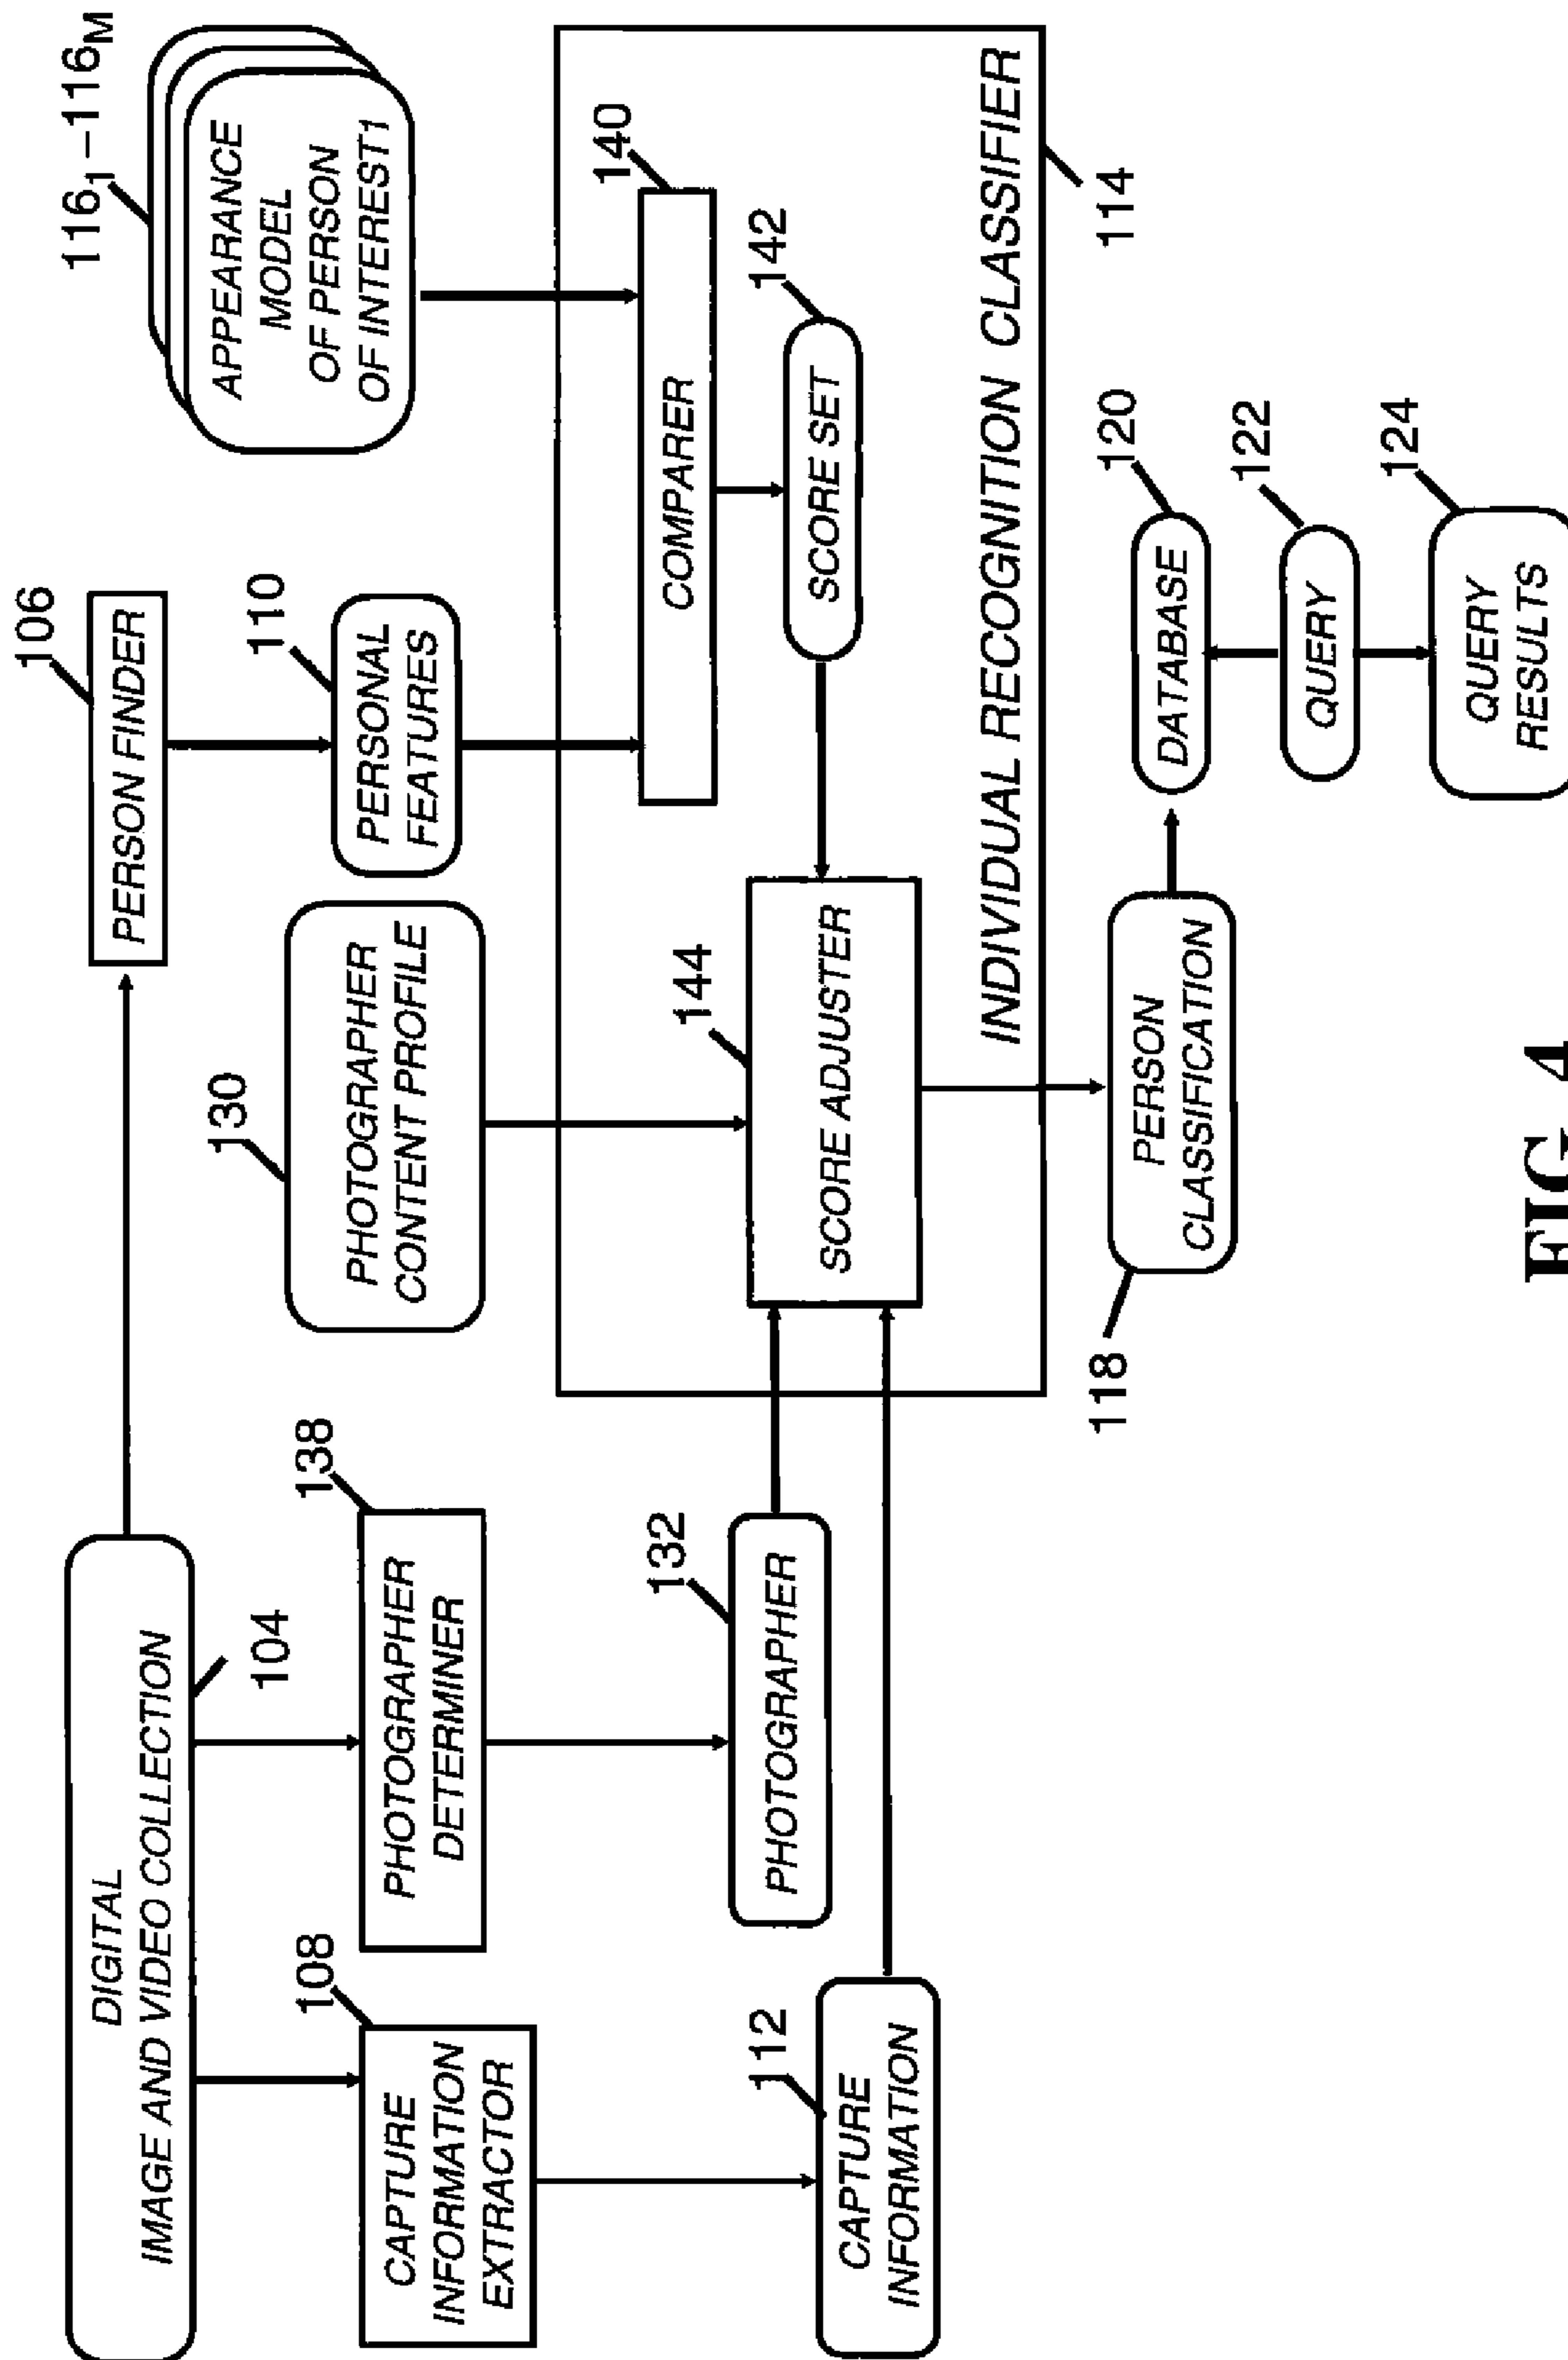 DIGITAL
IMAGE AND VIDEO COLLECTION
104
106
PERSON FINDER
116₁–116M
APPEARANCE
MODEL
OF PERSON
OF INTEREST1
108
CAPTURE
INFORMATION
EXTRACTOR
138
PHOTOGRAPHER
DETERMINER
130
PHOTOGRAPHER
CONTENT PROFILE
110
PERSONAL
FEATURES
140
COMPARER
142
SCORE SET
112
CAPTURE
INFORMATION
132
PHOTOGRAPHER
144
SCORE ADJUSTER
INDIVIDUAL RECOGNITION CLASSIFIER
114
118
PERSON
CLASSIFICATION
120
DATABASE
122
QUERY
124
QUERY
RESULTS
FIG. 4